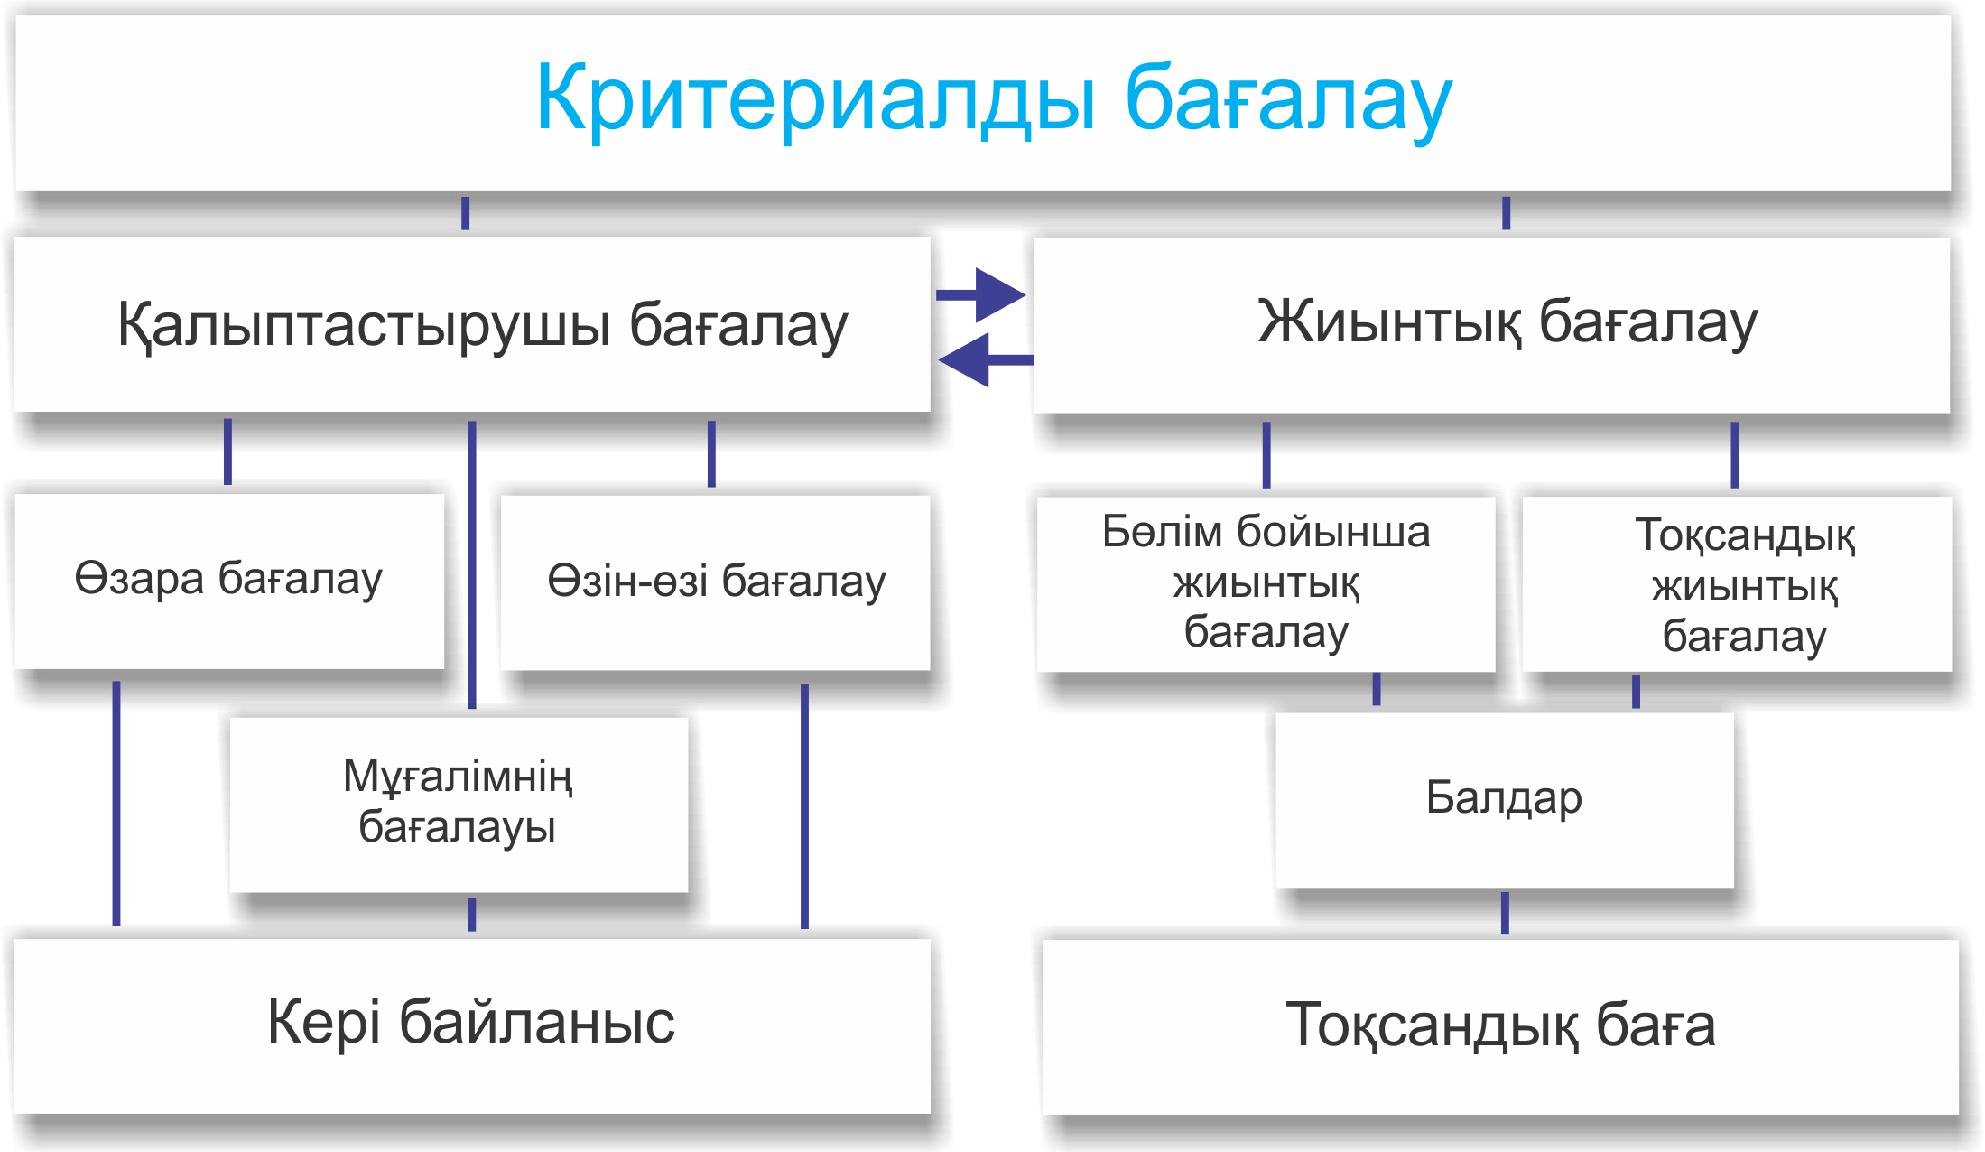 Критериалды бағалау
Қалыптастырушы бағалау
Жиынтық бағалау
Өзара бағалау
Өзін-өзі бағалау
Бөлім бойынша
жиынтық
бағалау
Тоқсандық
жиынтық
бағалау
Мұғалімнің
бағалауы
Балдар
Кері байланыс
Тоқсандық баға